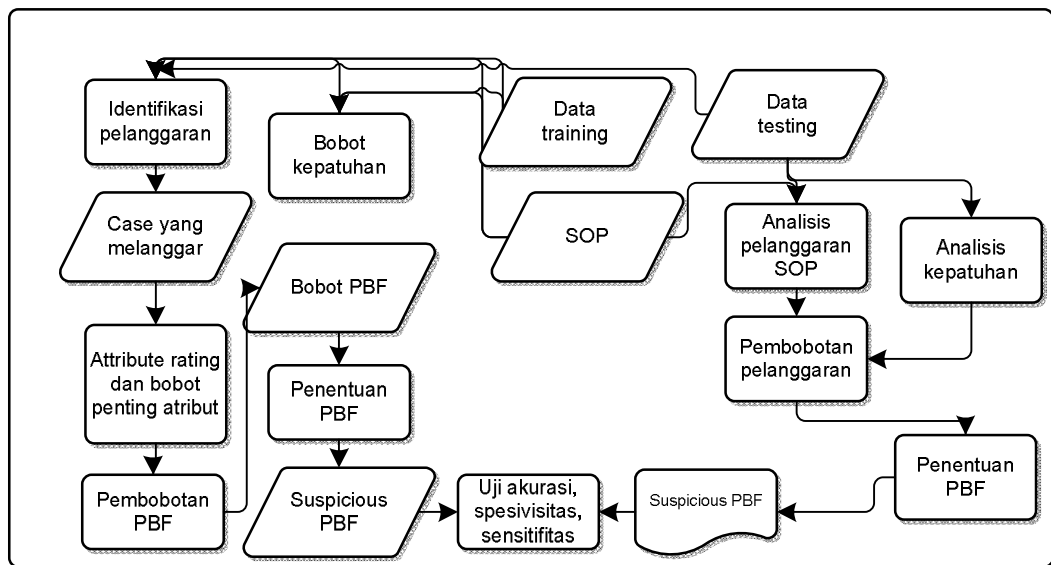 Identifikasi
pelanggaran
Bobot
kepatuhan
Data
training
Data
testing
Case yang
melanggar
SOP
Analisis
pelanggaran
SOP
Analisis
kepatuhan
Bobot PBF
Attribute rating
dan bobot
penting atribut
Penentuan
PBF
Pembobotan
pelanggaran
Pembobotan
PBF
Suspicious
PBF
Uji akurasi,
spesivisitas,
sensitifitas
Suspicious PBF
Penentuan
PBF